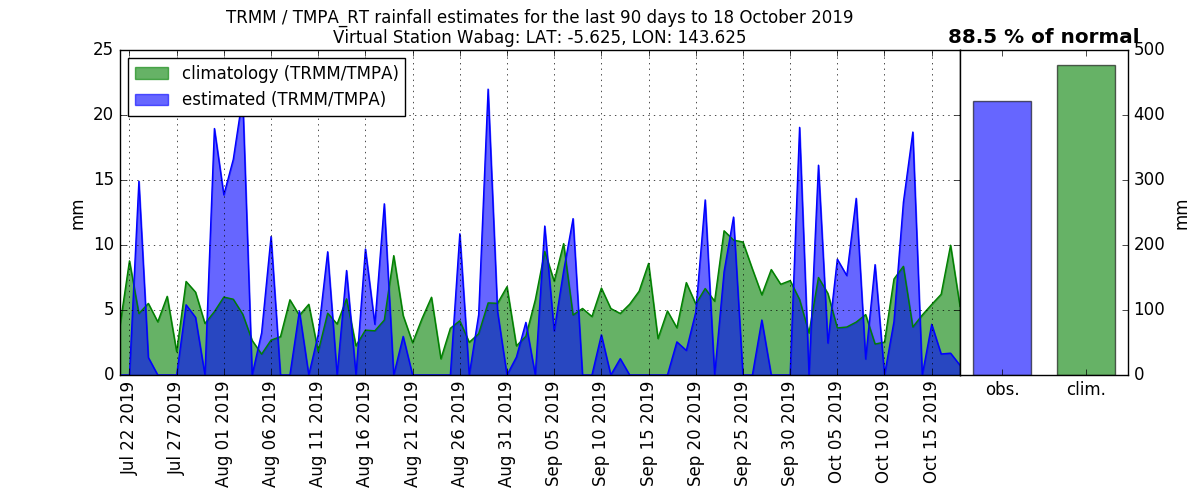 TRMM / TMPA_RT rainfall estimates for the last 90 days to 18 October 2019
Virtual Station Wabag: LAT: -5.625, LON: 143.625
88.5 % of normal
climatology (TRMM/TMPA)
estimated (TRMM/TMPA)
25
20
15
10
5
0
mm
500
400
300
200
100
0
mm
Jul 22 2019
Jul 27 2019
Aug 01 2019
Aug 06 2019
Aug 11 2019
Aug 16 2019
Aug 21 2019
Aug 26 2019
Aug 31 2019
Sep 05 2019
Sep 10 2019
Sep 15 2019
Sep 20 2019
Sep 25 2019
Sep 30 2019
Oct 05 2019
Oct 10 2019
Oct 15 2019
obs.
clim.